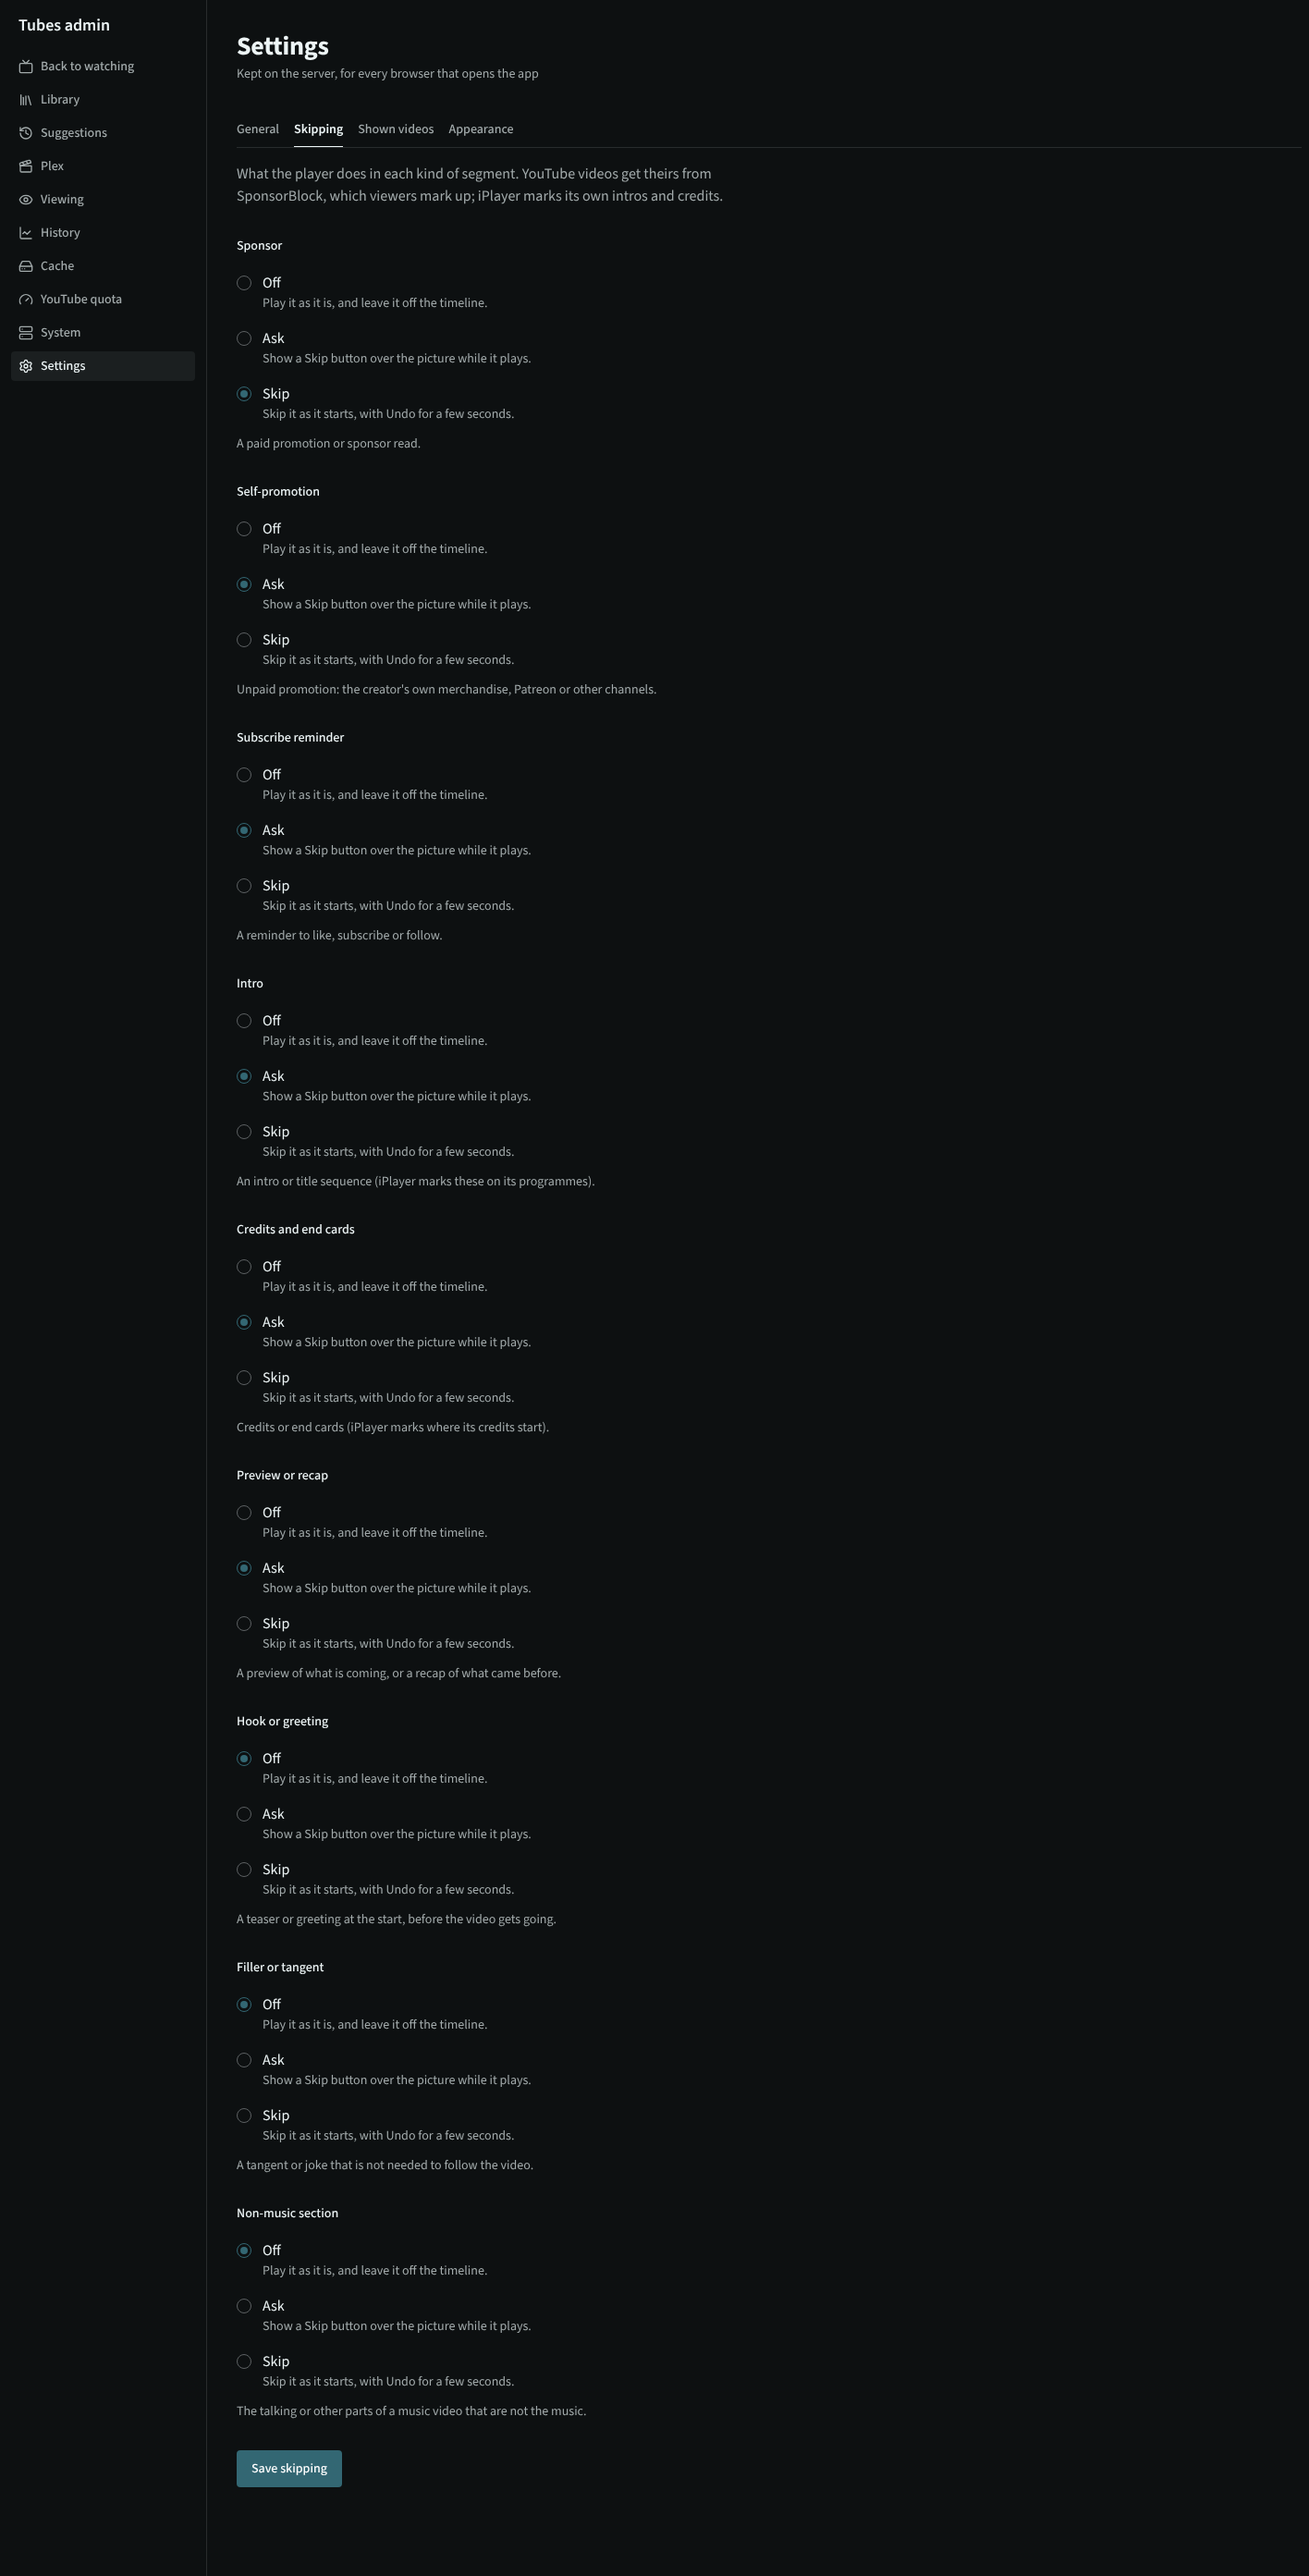 Tubes admin
Back to watching
Library
Suggestions
Plex
Viewing
History
Cache
YouTube quota
System
Settings
Settings
Kept on the server, for every browser that opens the app
General
Skipping
Shown videos
Appearance
What the player does in each kind of segment. YouTube videos get theirs from
SponsorBlock, which viewers mark up; iPlayer marks its own intros and credits.
Sponsor
Off
Play it as it is, and leave it off the timeline.
Ask
Show a Skip button over the picture while it plays.
Skip
Skip it as it starts, with Undo for a few seconds.
A paid promotion or sponsor read.
Self-promotion
Off
Play it as it is, and leave it off the timeline.
Ask
Show a Skip button over the picture while it plays.
Skip
Skip it as it starts, with Undo for a few seconds.
Unpaid promotion: the creator's own merchandise, Patreon or other channels.
Subscribe reminder
Off
Play it as it is, and leave it off the timeline.
Ask
Show a Skip button over the picture while it plays.
Skip
Skip it as it starts, with Undo for a few seconds.
A reminder to like, subscribe or follow.
Intro
Off
Play it as it is, and leave it off the timeline.
Ask
Show a Skip button over the picture while it plays.
Skip
Skip it as it starts, with Undo for a few seconds.
An intro or title sequence (iPlayer marks these on its programmes).
Credits and end cards
Off
Play it as it is, and leave it off the timeline.
Ask
Show a Skip button over the picture while it plays.
Skip
Skip it as it starts, with Undo for a few seconds.
Credits or end cards (iPlayer marks where its credits start).
Preview or recap
Off
Play it as it is, and leave it off the timeline.
Ask
Show a Skip button over the picture while it plays.
Skip
Skip it as it starts, with Undo for a few seconds.
A preview of what is coming, or a recap of what came before.
Hook or greeting
Off
Play it as it is, and leave it off the timeline.
Ask
Show a Skip button over the picture while it plays.
Skip
Skip it as it starts, with Undo for a few seconds.
A teaser or greeting at the start, before the video gets going.
Filler or tangent
Off
Play it as it is, and leave it off the timeline.
Ask
Show a Skip button over the picture while it plays.
Skip
Skip it as it starts, with Undo for a few seconds.
A tangent or joke that is not needed to follow the video.
Non-music section
Off
Play it as it is, and leave it off the timeline.
Ask
Show a Skip button over the picture while it plays.
Skip
Skip it as it starts, with Undo for a few seconds.
The talking or other parts of a music video that are not the music.
Save skipping